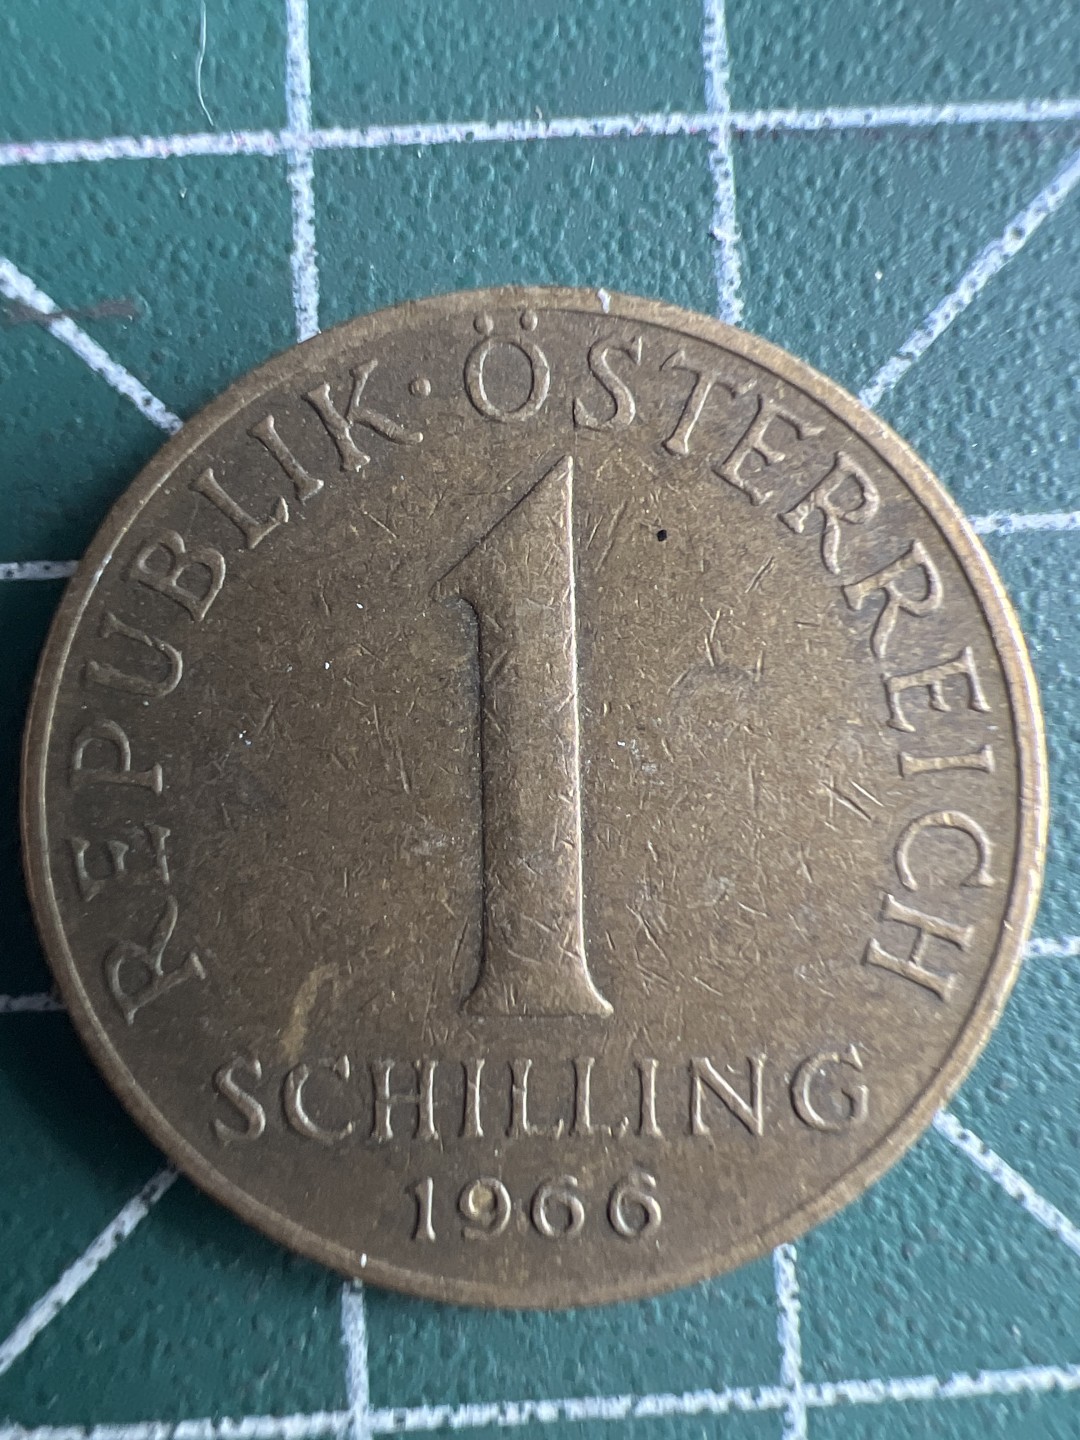 REPUBLIK · ÖSTERREICH
1
SCHILLING
1966